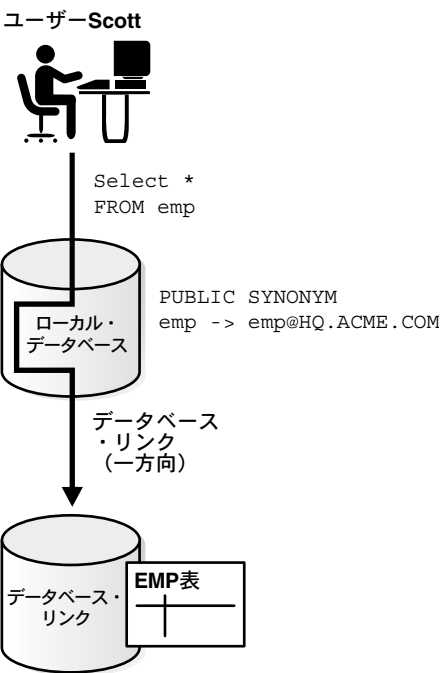 ユーザーScott
Select *
FROM emp
PUBLIC SYNONYM
emp -> emp@HQ.ACME.COM
ローカル・
データベース
データベース
・リンク
（一方向）
EMP表
データベース・
リンク